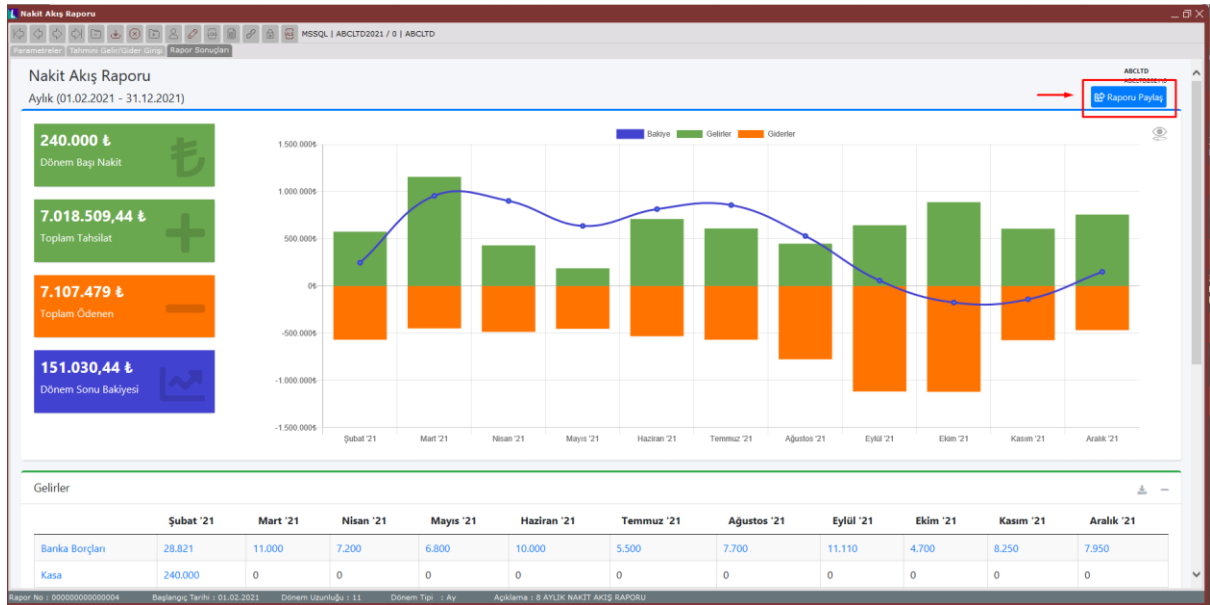 Nakit Akış Raporu
MSSQL | ABCLTD2021 / 0 | ABCLTD
Parametreler | Tahmini Gelir/Gider Girişi | Rapor Sonuçları
Nakit Akış Raporu
ABCLTD
Aylık (01.02.2021 - 31.12.2021)
Raporu Paylaş
240.000 ₺
Dönem Başı Nakit
7.018.509,44 ₺
Toplam Tahsilat
7.107.479 ₺
Toplam Ödenen
151.030,44 ₺
Dönem Sonu Bakiyesi
Bakiye Gelirler Giderler
1.500.000₺
1.000.000₺
500.000₺
0₺
-500.000₺
-1.000.000₺
-1.500.000₺
Şubat '21 Mart '21 Nisan '21 Mayıs '21 Haziran '21 Temmuz '21 Ağustos '21 Eylül '21 Ekim '21 Kasım '21 Aralık '21
Gelirler
Şubat '21 Mart '21 Nisan '21 Mayıs '21 Haziran '21 Temmuz '21 Ağustos '21 Eylül '21 Ekim '21 Kasım '21 Aralık '21
Banka Borçları 28.821 11.000 7.200 6.800 10.000 5.500 7.700 11.110 4.700 8.250 7.950
Kasa 240.000 0 0 0 0 0 0 0 0 0 0
Rapor No : 000000000000004 Başlangıç Tarihi : 01.02.2021 Dönem Uzunluğu : 11 Dönem Tipi : Ay Açıklama : 8 AYLIK NAKİT AKIŞ RAPORU